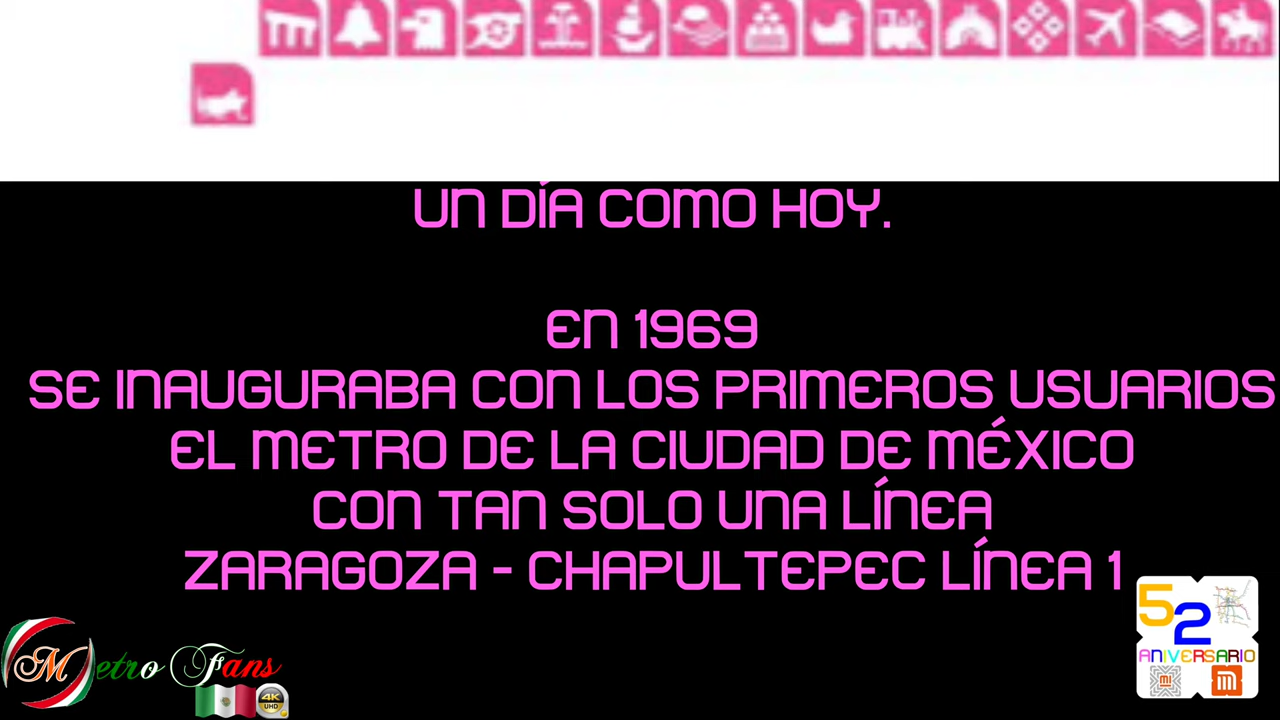 UN DÍA COMO HOY.
EN 1969
SE INAUGURABA CON LOS PRIMEROS USUARIOS
EL METRO DE LA CIUDAD DE MÉXICO
CON TAN SOLO UNA LÍNEA
ZARAGOZA - CHAPULTEPEC LÍNEA 1
52
ANIVERSARIO
Metro Fans
4K
UHD